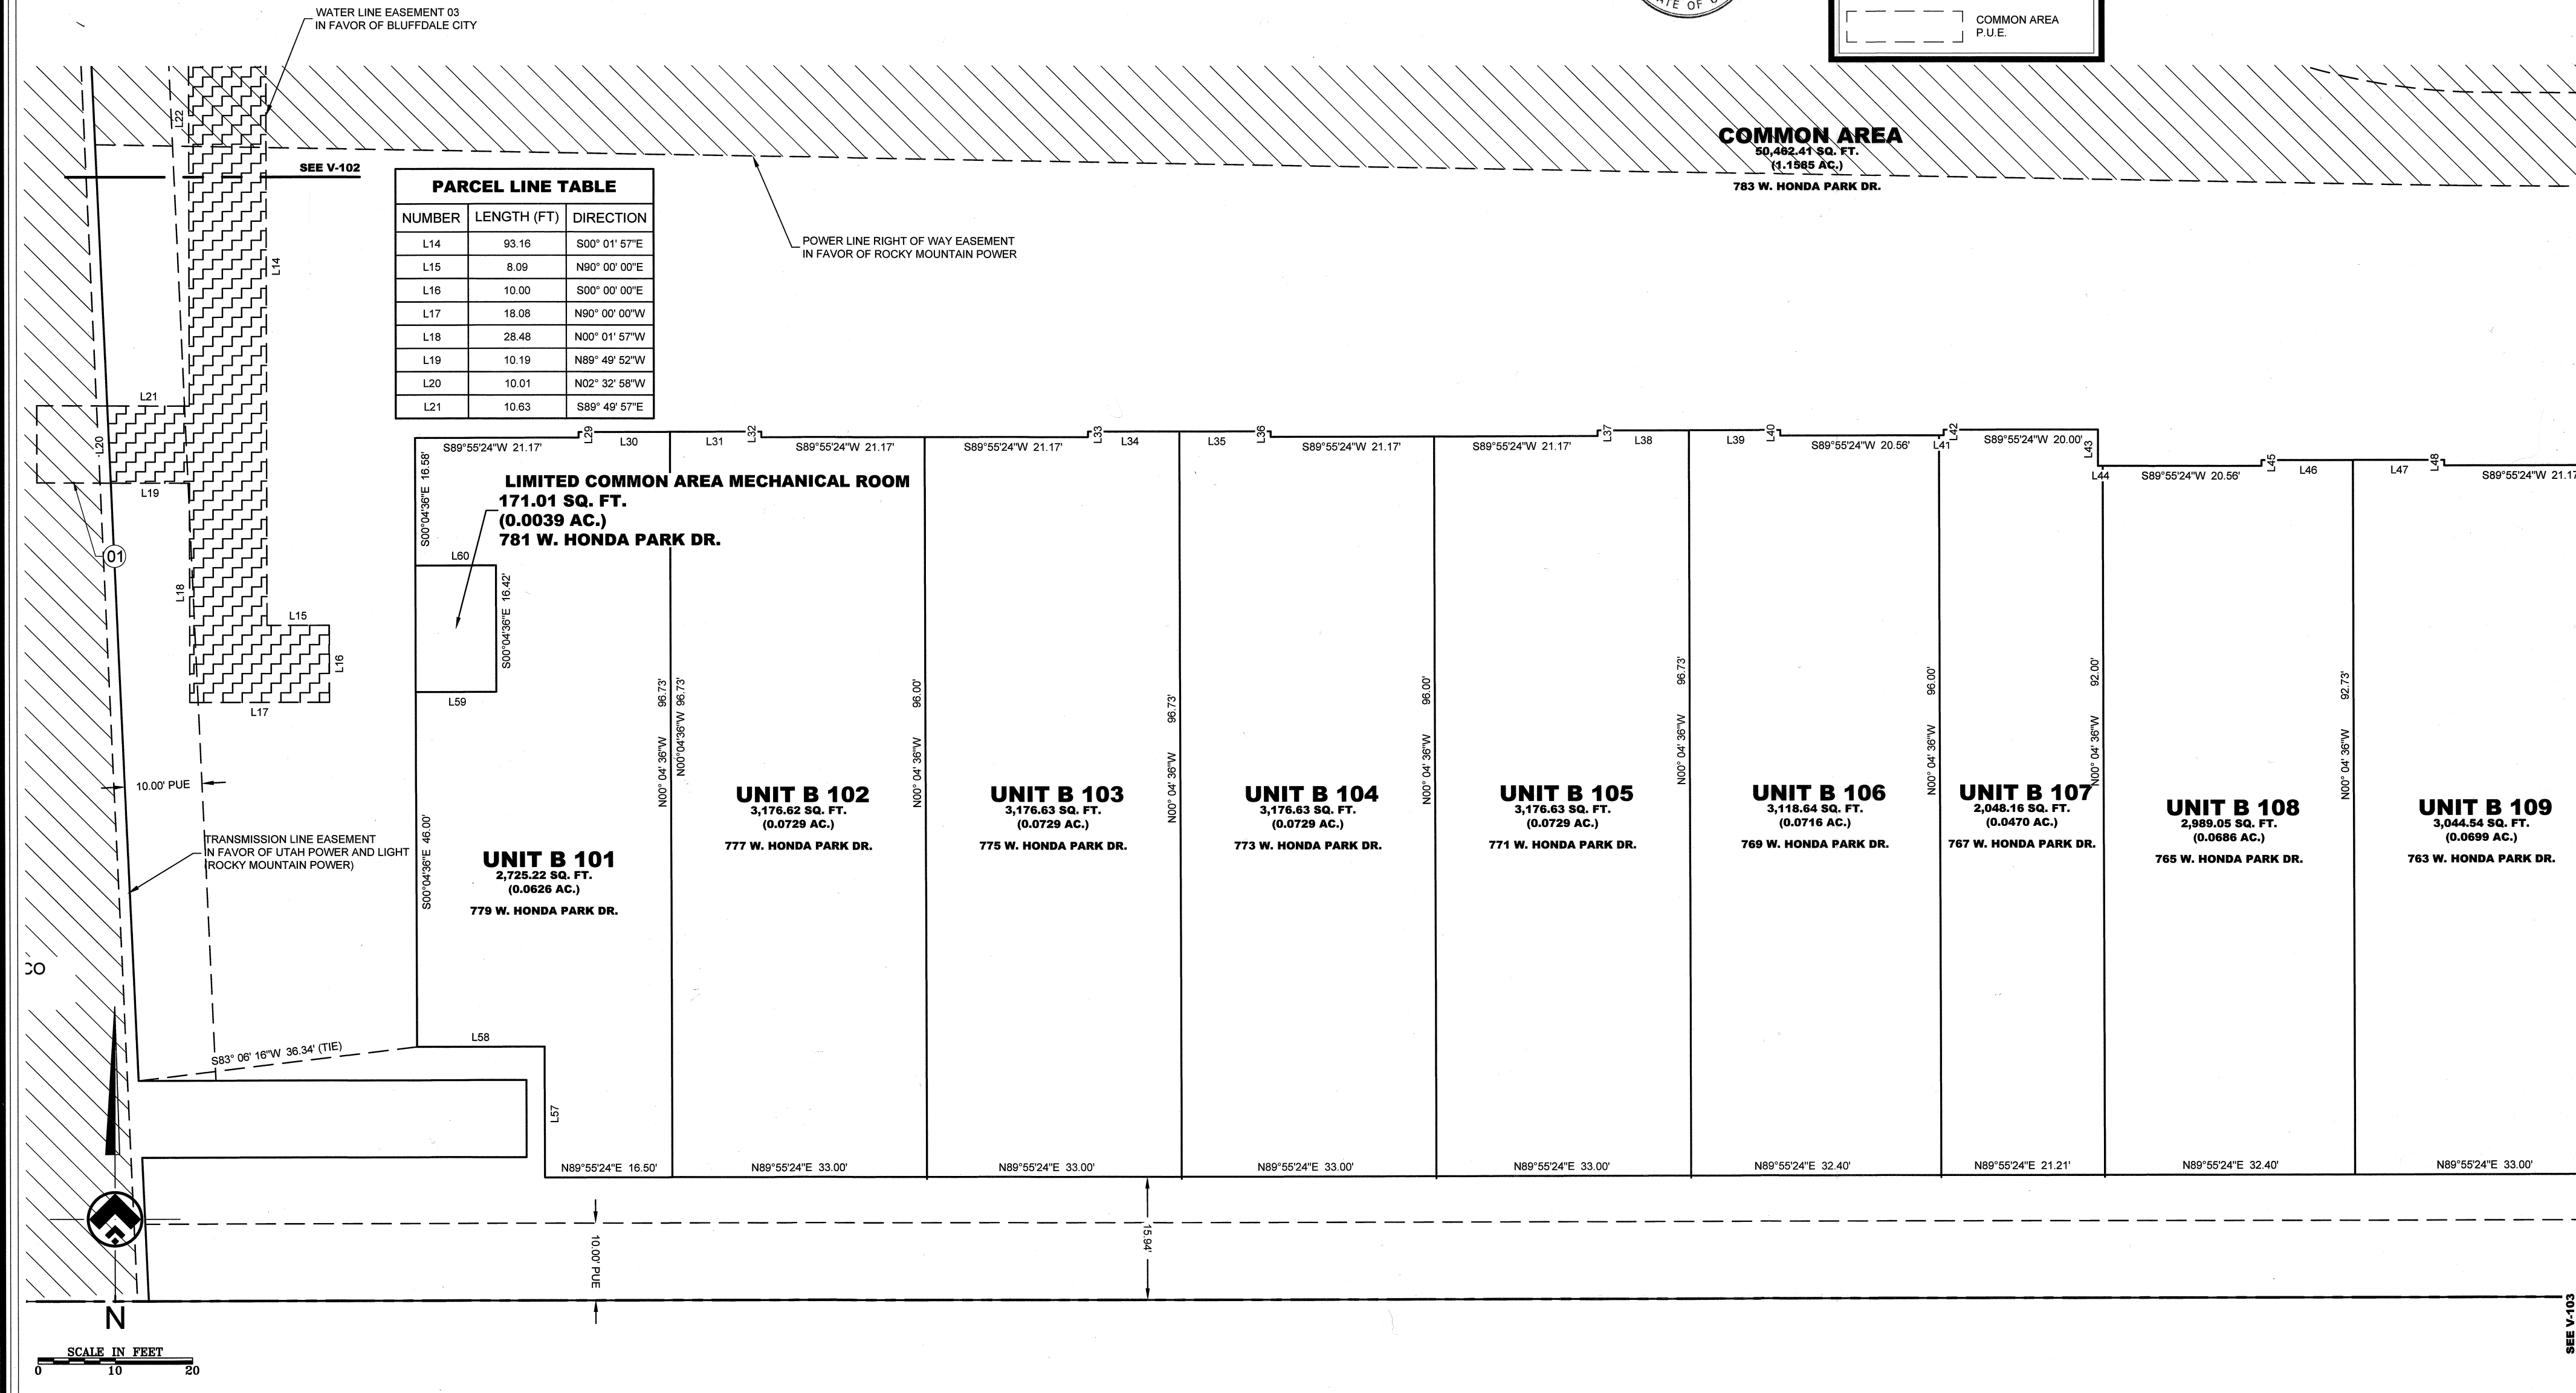 WATER LINE EASEMENT 03
IN FAVOR OF BLUFFDALE CITY
ATE OF U
COMMON AREA
P.U.E.
L22
SEE V-102
COMMON AREA
50,462.41 SQ. FT.
(1.1585 AC.)
783 W. HONDA PARK DR.
PARCEL LINE TABLE
NUMBER LENGTH (FT) DIRECTION
L14 93.16 S00° 01' 57"E
L15 8.09 N90° 00' 00"E
L16 10.00 S00° 00' 00"E
L17 18.08 N90° 00' 00"W
L18 28.48 N00° 01' 57"W
L19 10.19 N89° 49' 52"W
L20 10.01 N02° 32' 58"W
L21 10.63 S89° 49' 57"E
POWER LINE RIGHT OF WAY EASEMENT
IN FAVOR OF ROCKY MOUNTAIN POWER
L14
L21
L20
L19
01
L18
L15
L16
L17
10.00' PUE
TRANSMISSION LINE EASEMENT
IN FAVOR OF UTAH POWER AND LIGHT
(ROCKY MOUNTAIN POWER)
CO
S83° 06' 16"W 36.34' (TIE)
S89°55'24"W 21.17'
L29
L30
L31
L32
S89°55'24"W 21.17'
S89°55'24"W 21.17'
L33
L34
L35
L36
S89°55'24"W 21.17'
S89°55'24"W 21.17'
L37
L38
L39
L40
S89°55'24"W 20.56'
L41
L42
S89°55'24"W 20.00'
L43
L44
S89°55'24"W 20.56'
L45
L46
L47
L48
S89°55'24"W 21.17
S00°04'36"E 16.58'
LIMITED COMMON AREA MECHANICAL ROOM
171.01 SQ. FT.
(0.0039 AC.)
781 W. HONDA PARK DR.
L60
S00°04'36"E 16.42'
L59
S00°04'36"E 46.00'
L58
L57
N00° 04' 36"W 96.73'
N00°04'36"W 96.73'
N00° 04' 36"W 96.00'
N00° 04' 36"W 96.73'
N00° 04' 36"W 96.00'
N00° 04' 36"W 96.73'
N00° 04' 36"W 96.00'
N00° 04' 36"W 92.00'
N00° 04' 36"W 92.73'
UNIT B 101
2,725.22 SQ. FT.
(0.0626 AC.)
779 W. HONDA PARK DR.
UNIT B 102
3,176.62 SQ. FT.
(0.0729 AC.)
777 W. HONDA PARK DR.
UNIT B 103
3,176.63 SQ. FT.
(0.0729 AC.)
775 W. HONDA PARK DR.
UNIT B 104
3,176.63 SQ. FT.
(0.0729 AC.)
773 W. HONDA PARK DR.
UNIT B 105
3,176.63 SQ. FT.
(0.0729 AC.)
771 W. HONDA PARK DR.
UNIT B 106
3,118.64 SQ. FT.
(0.0716 AC.)
769 W. HONDA PARK DR.
UNIT B 107
2,048.16 SQ. FT.
(0.0470 AC.)
767 W. HONDA PARK DR.
UNIT B 108
2,989.05 SQ. FT.
(0.0686 AC.)
765 W. HONDA PARK DR.
UNIT B 109
3,044.54 SQ. FT.
(0.0699 AC.)
763 W. HONDA PARK DR.
N89°55'24"E 16.50'
N89°55'24"E 33.00'
N89°55'24"E 33.00'
N89°55'24"E 33.00'
N89°55'24"E 33.00'
N89°55'24"E 32.40'
N89°55'24"E 21.21'
N89°55'24"E 32.40'
N89°55'24"E 33.00'
10.00' PUE
15.94'
N
SCALE IN FEET
0 10 20
SEE V-103